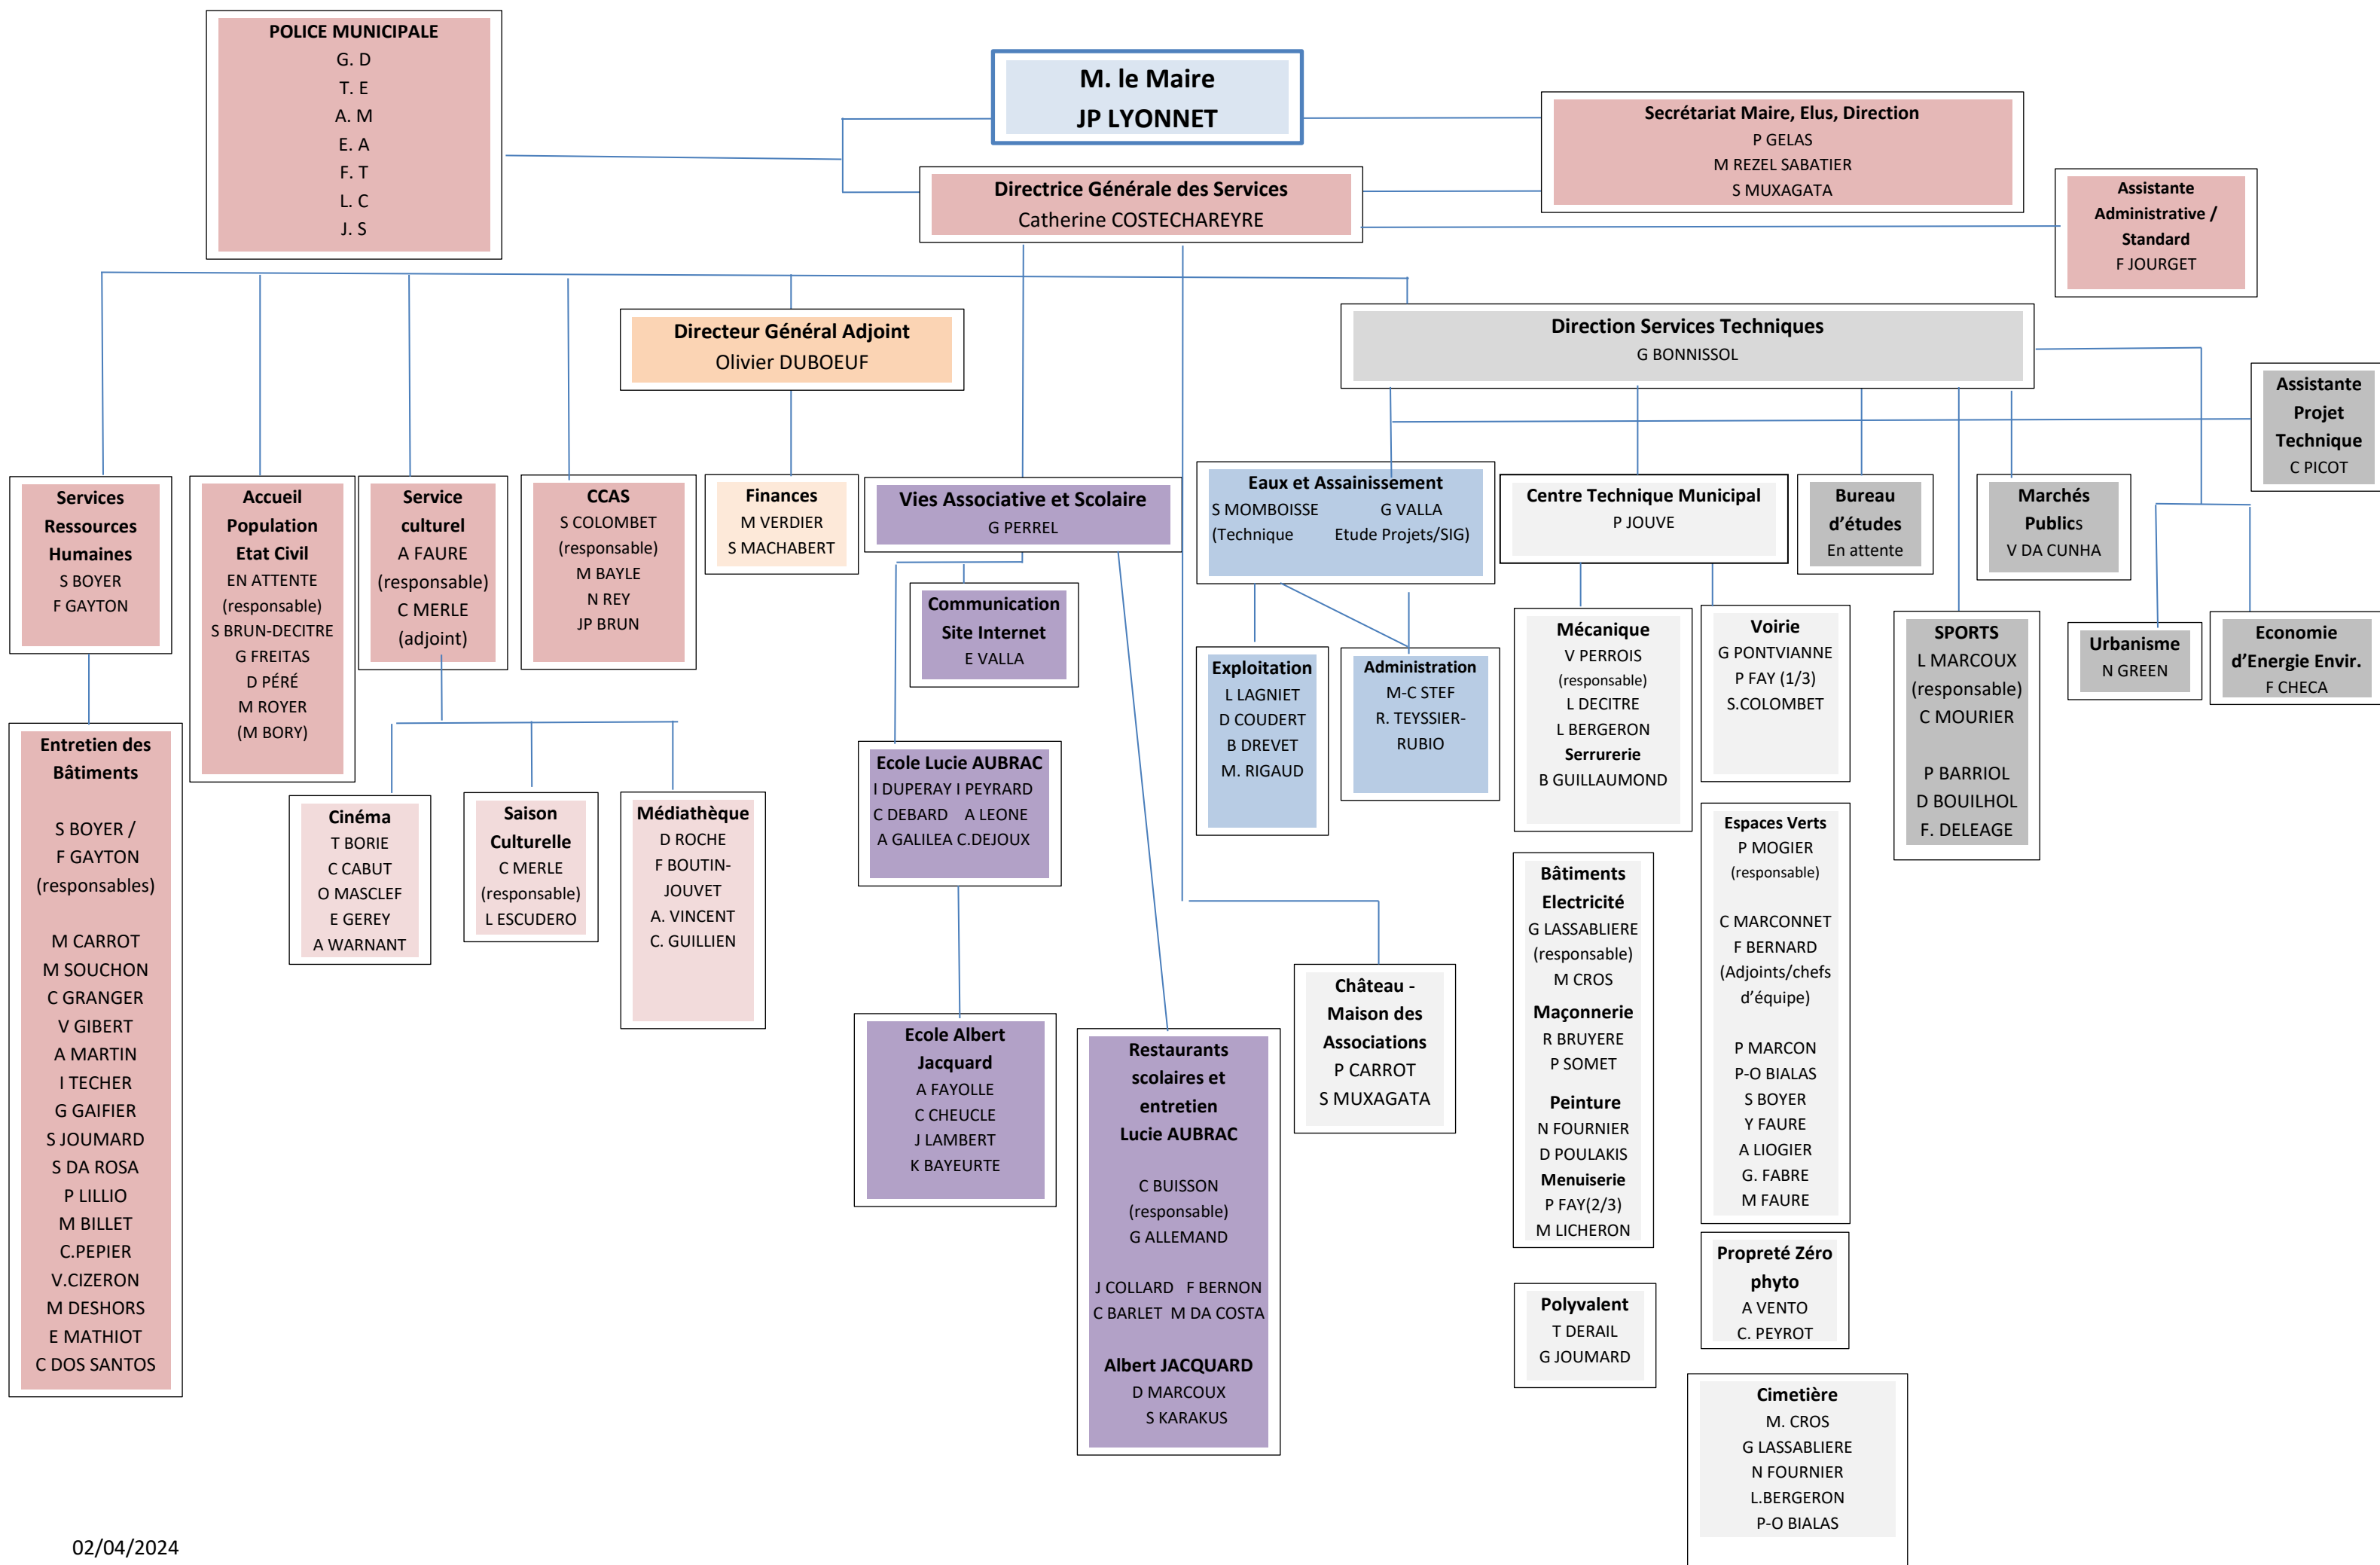 POLICE MUNICIPALE
G. D
T. E
A. M
E. A
F. T
L. C
J. S
M. le Maire
JP LYONNET
Secrétariat Maire, Elus, Direction
P GELAS
M REZEL SABATIER
S MUXAGATA
Directrice Générale des Services
Catherine COSTECHAREYRE
Assistante
Administrative /
Standard
F JOURGET
Directeur Général Adjoint
Olivier DUBOEUF
Direction Services Techniques
G BONNISSOL
Assistante
Projet
Technique
C PICOT
Services
Ressources
Humaines
S BOYER
F GAYTON
Accueil
Population
Etat Civil
EN ATTENTE
(responsable)
S BRUN-DECITRE
G FREITAS
D PÉRÉ
M ROYER
(M BORY)
Service
culturel
A FAURE
(responsable)
C MERLE
(adjoint)
CCAS
S COLOMBET
(responsable)
M BAYLE
N REY
JP BRUN
Finances
M VERDIER
S MACHABERT
Vies Associative et Scolaire
G PERREL
Eaux et Assainissement
S MOMBOISSE G VALLA
(Technique Etude Projets/SIG)
Centre Technique Municipal
P JOUVE
Bureau
d’études
En attente
Marchés
Publics
V DA CUNHA
Communication
Site Internet
E VALLA
Exploitation
L LAGNIET
D COUDERT
B DREVET
M. RIGAUD
Administration
M-C STEF
R. TEYSSIER-
RUBIO
Mécanique
V PERROIS
(responsable)
L DECITRE
L BERGERON
Serrurerie
B GUILLAUMOND
Voirie
G PONTVIANNE
P FAY (1/3)
S.COLOMBET
SPORTS
L MARCOUX
(responsable)
C MOURIER
P BARRIOL
D BOUILHOL
F. DELEAGE
Urbanisme
N GREEN
Economie
d’Energie Envir.
F CHECA
Entretien des
Bâtiments
S BOYER /
F GAYTON
(responsables)
M CARROT
M SOUCHON
C GRANGER
V GIBERT
A MARTIN
I TECHER
G GAIFIER
S JOUMARD
S DA ROSA
P LILLIO
M BILLET
C.PEPIER
V.CIZERON
M DESHORS
E MATHIOT
C DOS SANTOS
Cinéma
T BORIE
C CABUT
O MASCLEF
E GEREY
A WARNANT
Saison
Culturelle
C MERLE
(responsable)
L ESCUDERO
Médiathèque
D ROCHE
F BOUTIN-
JOUVET
A. VINCENT
C. GUILLIEN
Ecole Lucie AUBRAC
I DUPERAY I PEYRARD
C DEBARD A LEONE
A GALILEA C.DEJOUX
Ecole Albert
Jacquard
A FAYOLLE
C CHEUCLE
J LAMBERT
K BAYEURTE
Restaurants
scolaires et
entretien
Lucie AUBRAC
C BUISSON
(responsable)
G ALLEMAND
J COLLARD F BERNON
C BARLET M DA COSTA
Albert JACQUARD
D MARCOUX
S KARAKUS
Château -
Maison des
Associations
P CARROT
S MUXAGATA
Bâtiments
Electricité
G LASSABLIERE
(responsable)
M CROS
Maçonnerie
R BRUYERE
P SOMET
Peinture
N FOURNIER
D POULAKIS
Menuiserie
P FAY(2/3)
M LICHERON
Espaces Verts
P MOGIER
(responsable)
C MARCONNET
F BERNARD
(Adjoints/chefs
d’équipe)
P MARCON
P-O BIALAS
S BOYER
Y FAURE
A LIOGIER
G. FABRE
M FAURE
Propreté Zéro
phyto
A VENTO
C. PEYROT
Polyvalent
T DERAIL
G JOUMARD
Cimetière
M. CROS
G LASSABLIERE
N FOURNIER
L.BERGERON
P-O BIALAS
02/04/2024